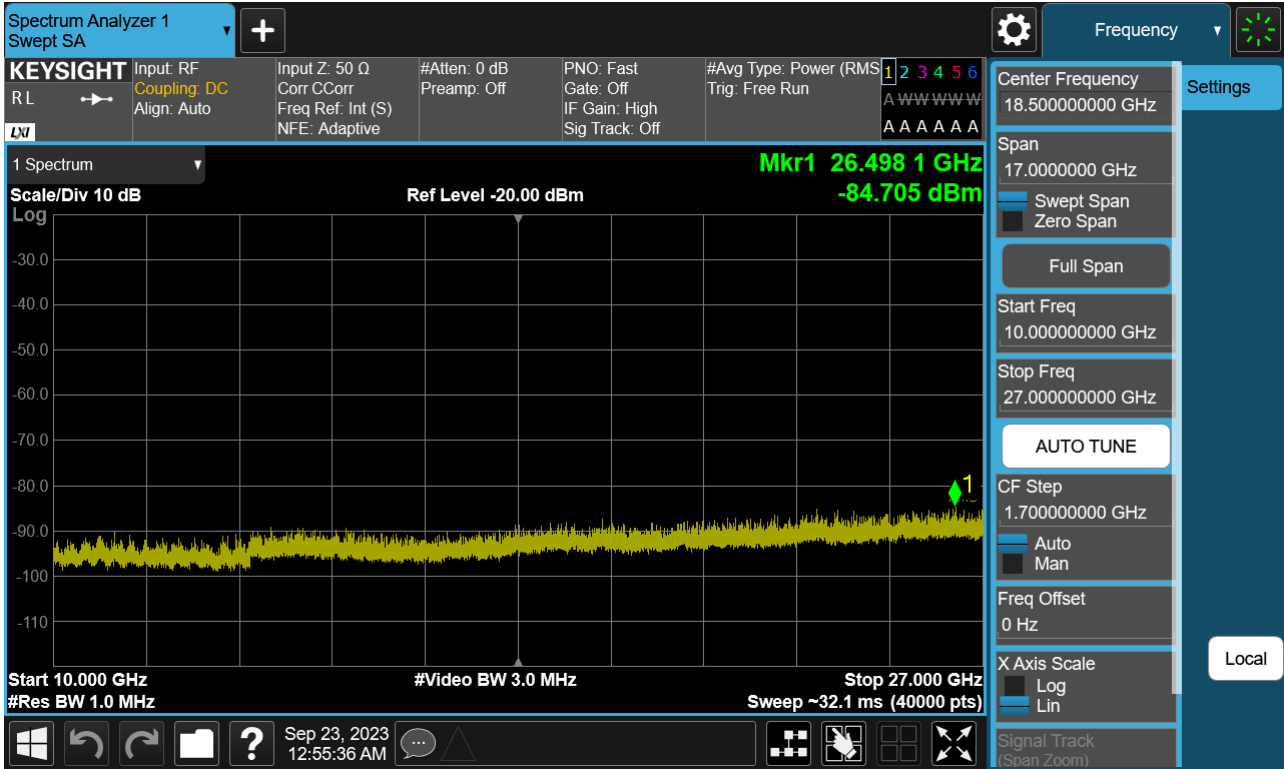 Spectrum Analyzer 1
Swept SA
Frequency
KEYSIGHT
R L
LXI
Input: RF
Coupling: DC
Align: Auto
Input Z: 50 Ω
Corr CCorr
Freq Ref: Int (S)
NFE: Adaptive
#Atten: 0 dB
Preamp: Off
PNO: Fast
Gate: Off
IF Gain: High
Sig Track: Off
#Avg Type: Power (RMS
Trig: Free Run
1 2 3 4 5 6
A W W W W W
A A A A A A
1 Spectrum
Mkr1 26.498 1 GHz
Scale/Div 10 dB
Ref Level -20.00 dBm
-84.705 dBm
Log
-30.0
-40.0
-50.0
-60.0
-70.0
-80.0
-90.0
-100
-110
1
Start 10.000 GHz
#Video BW 3.0 MHz
Stop 27.000 GHz
#Res BW 1.0 MHz
Sweep ~32.1 ms (40000 pts)
Center Frequency
18.500000000 GHz
Settings
Span
17.0000000 GHz
Swept Span
Zero Span
Full Span
Start Freq
10.000000000 GHz
Stop Freq
27.000000000 GHz
AUTO TUNE
CF Step
1.700000000 GHz
Auto
Man
Freq Offset
0 Hz
X Axis Scale
Log
Lin
Local
Signal Track
(Span Zoom)
?
Sep 23, 2023
12:55:36 AM